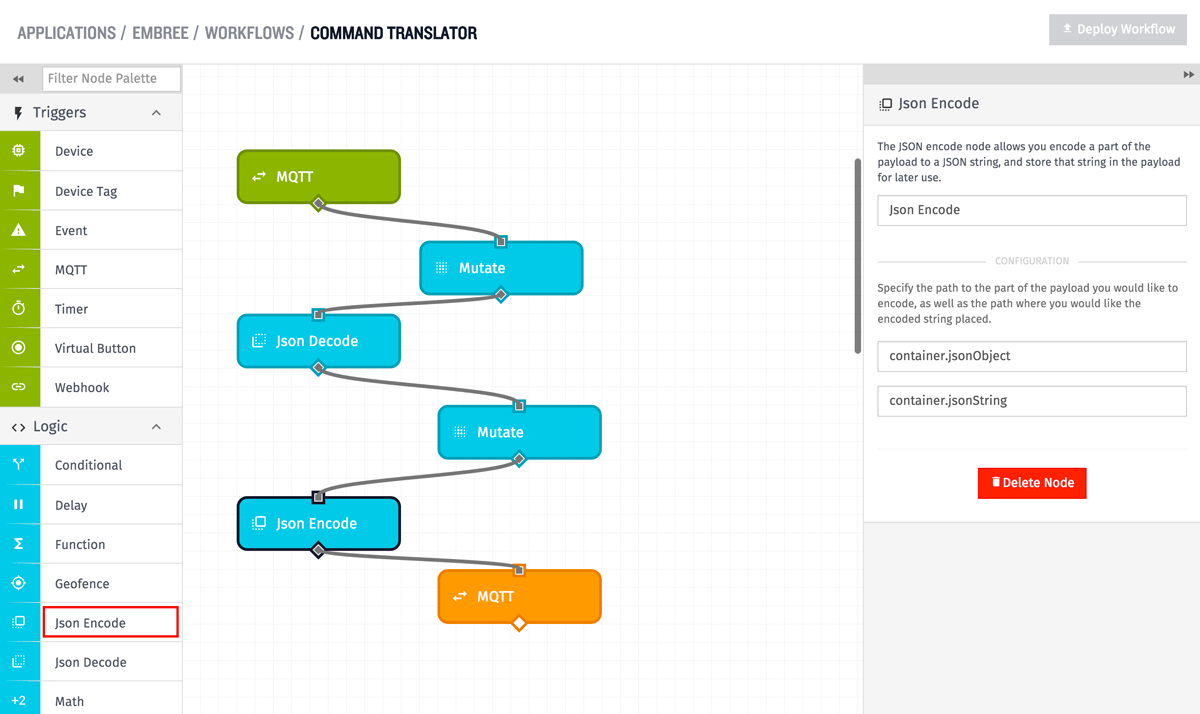 APPLICATIONS / EMBREE / WORKFLOWS / COMMAND TRANSLATOR
Deploy Workflow
Filter Node Palette
Triggers
Device
Device Tag
Event
MQTT
Timer
Virtual Button
Webhook
Logic
Conditional
Delay
Function
Geofence
Json Encode
Json Decode
+2 Math
MQTT
Mutate
Json Decode
Mutate
Json Encode
MQTT
Json Encode
The JSON encode node allows you encode a part of the
payload to a JSON string, and store that string in the payload
for later use.
Json Encode
CONFIGURATION
Specify the path to the part of the payload you would like to
encode, as well as the path where you would like the
encoded string placed.
container.jsonObject
container.jsonString
Delete Node